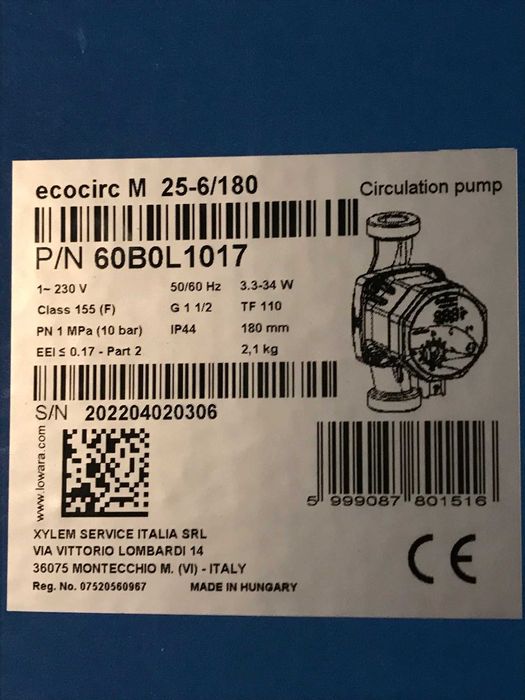 ecocirc M 25-6/180
Circulation pump
P/N 60B0L1017
1~ 230 V 50/60 Hz 3.3-34 W
Class 155 (F) G 1 1/2 TF 110
PN 1 MPa (10 bar) IP44 180 mm
EEI ≤ 0.17 - Part 2 2,1 kg
S/N 202204020306
www.lowara.com
5 999087 801516
XYLEM SERVICE ITALIA SRL
VIA VITTORIO LOMBARDI 14
36075 MONTECCHIO M. (VI) - ITALY
Reg. No. 07520560967 MADE IN HUNGARY
CE